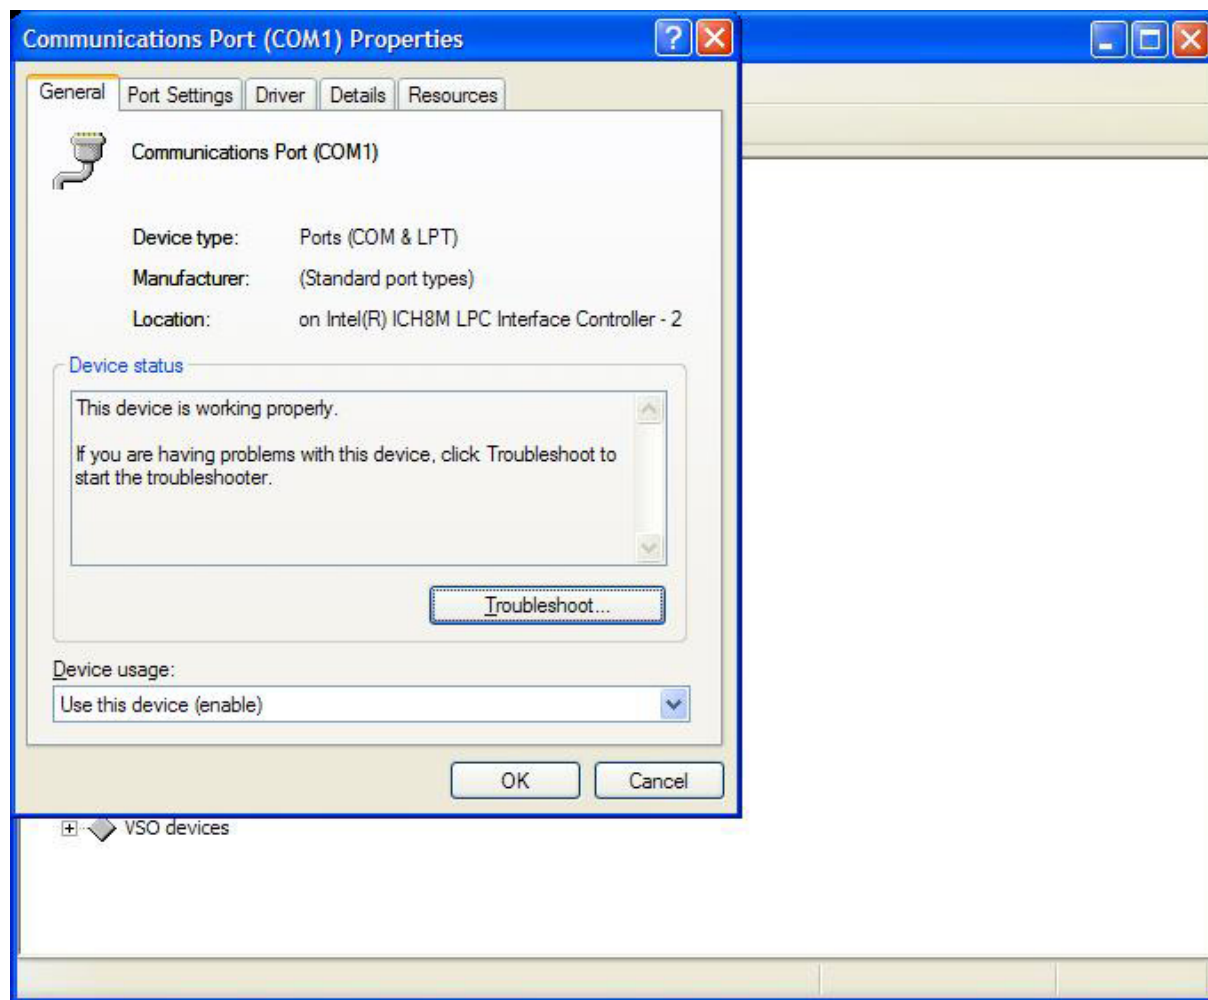 Communications Port (COM1) Properties
General Port Settings Driver Details Resources
Communications Port (COM1)
Device type: Ports (COM & LPT)
Manufacturer: (Standard port types)
Location: on Intel(R) ICH8M LPC Interface Controller - 2
Device status
This device is working properly.
If you are having problems with this device, click Troubleshoot to
start the troubleshooter.
Troubleshoot...
Device usage:
Use this device (enable)
OK Cancel
VSO devices